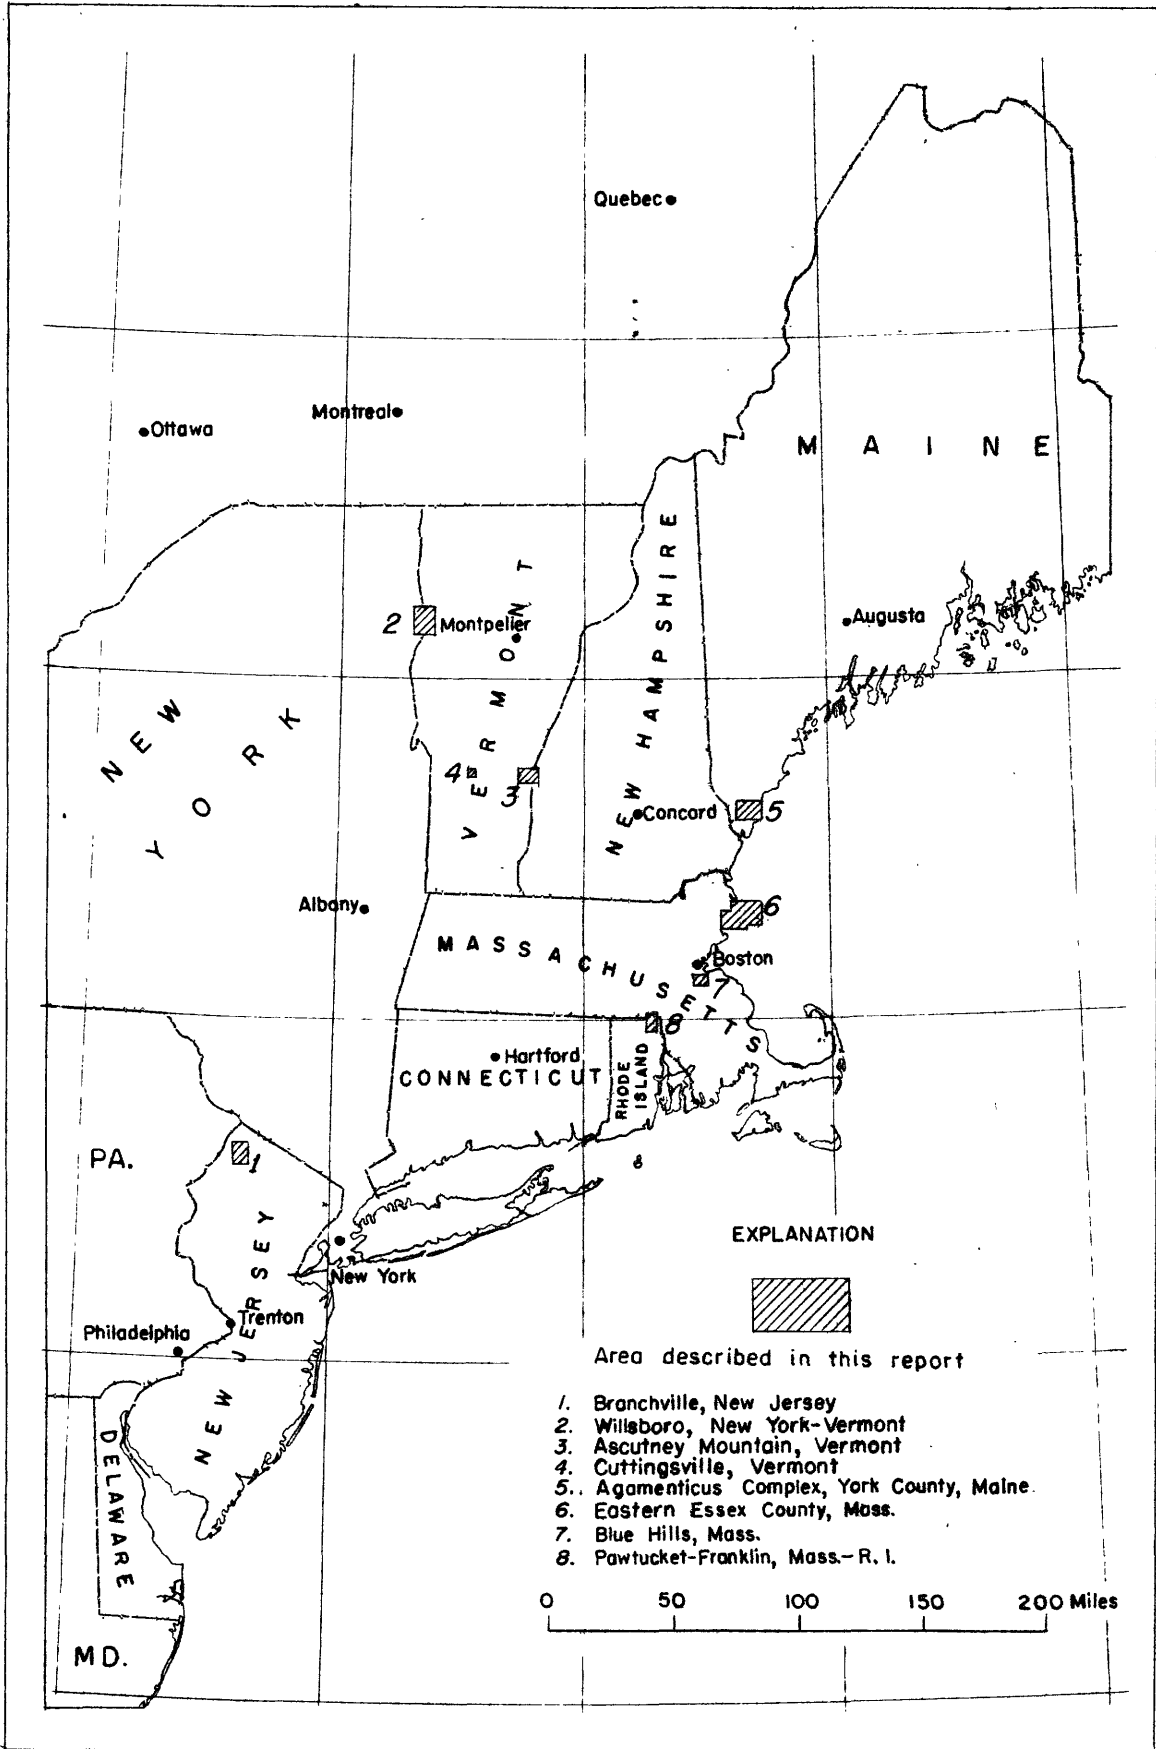 Quebec
Montreal
Ottawa
MAINE
NEW HAMPSHIRE
VERMONT
2
Montpelier
Augusta
NEW YORK
4
3
Concord
5
Albany
6
MASSACHUSETTS
Boston
7
8
Hartford
CONNECTICUT
RHODE ISLAND
PA.
1
NEW JERSEY
New York
Trenton
Philadelphia
DELAWARE
MD.
EXPLANATION
Area described in this report
1. Branchville, New Jersey
2. Willsboro, New York-Vermont
3. Ascutney Mountain, Vermont
4. Cuttingsville, Vermont
5.. Agamenticus Complex, York County, Maine
6. Eastern Essex County, Mass.
7. Blue Hills, Mass.
8. Pawtucket-Franklin, Mass.-R. I.
0 50 100 150 200 Miles